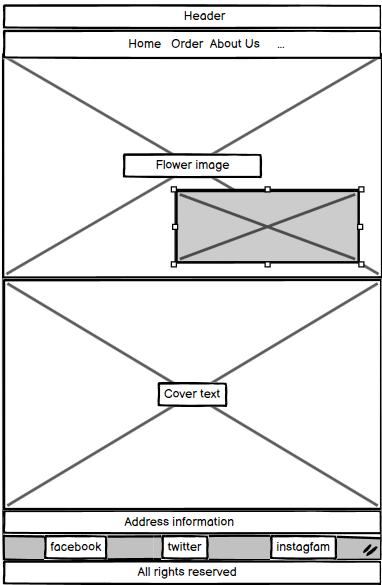 Header
Home Order About Us ...
Flower image
Cover text
Address information
facebook twitter instagfam
All rights reserved